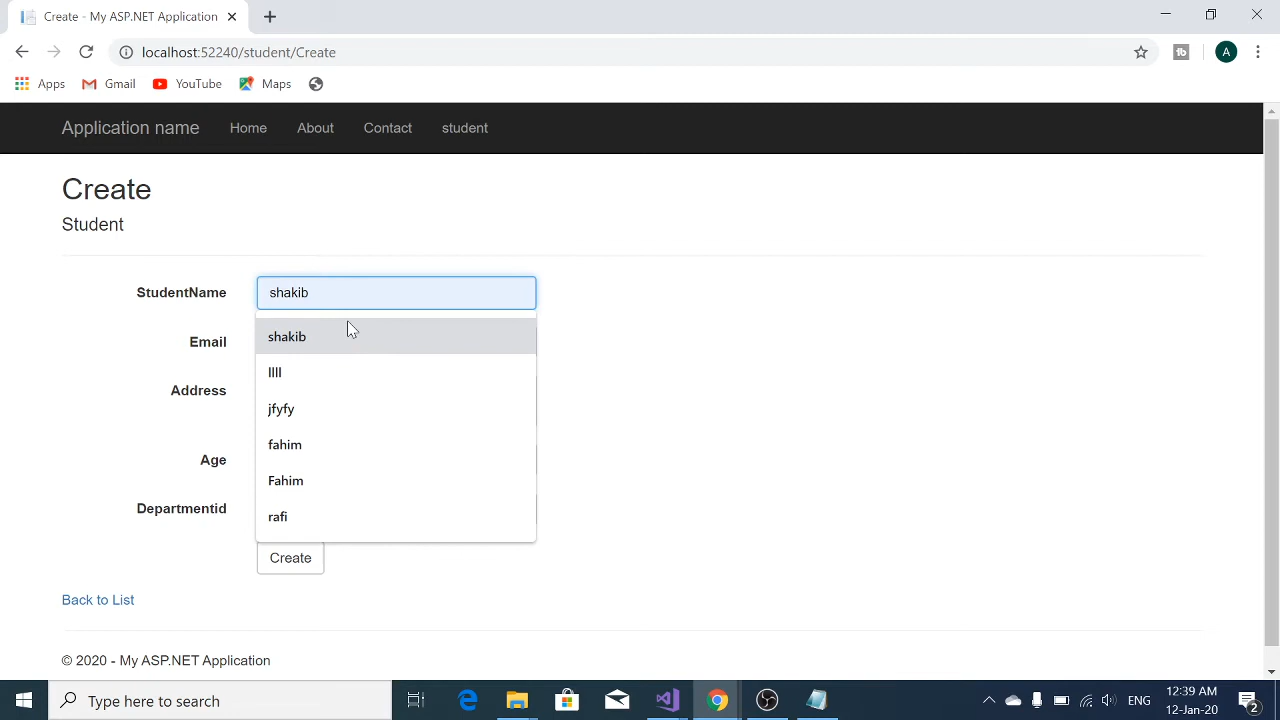 Create - My ASP.NET Application
localhost:52240/student/Create
A
Apps Gmail YouTube Maps
Application name Home About Contact student
Create
Student
StudentName shakib
Email
Address
Age
Departmentid
shakib
llll
jfyfy
fahim
Fahim
rafi
Create
Back to List
© 2020 - My ASP.NET Application
Type here to search
ENG
12:39 AM
12-Jan-20
2